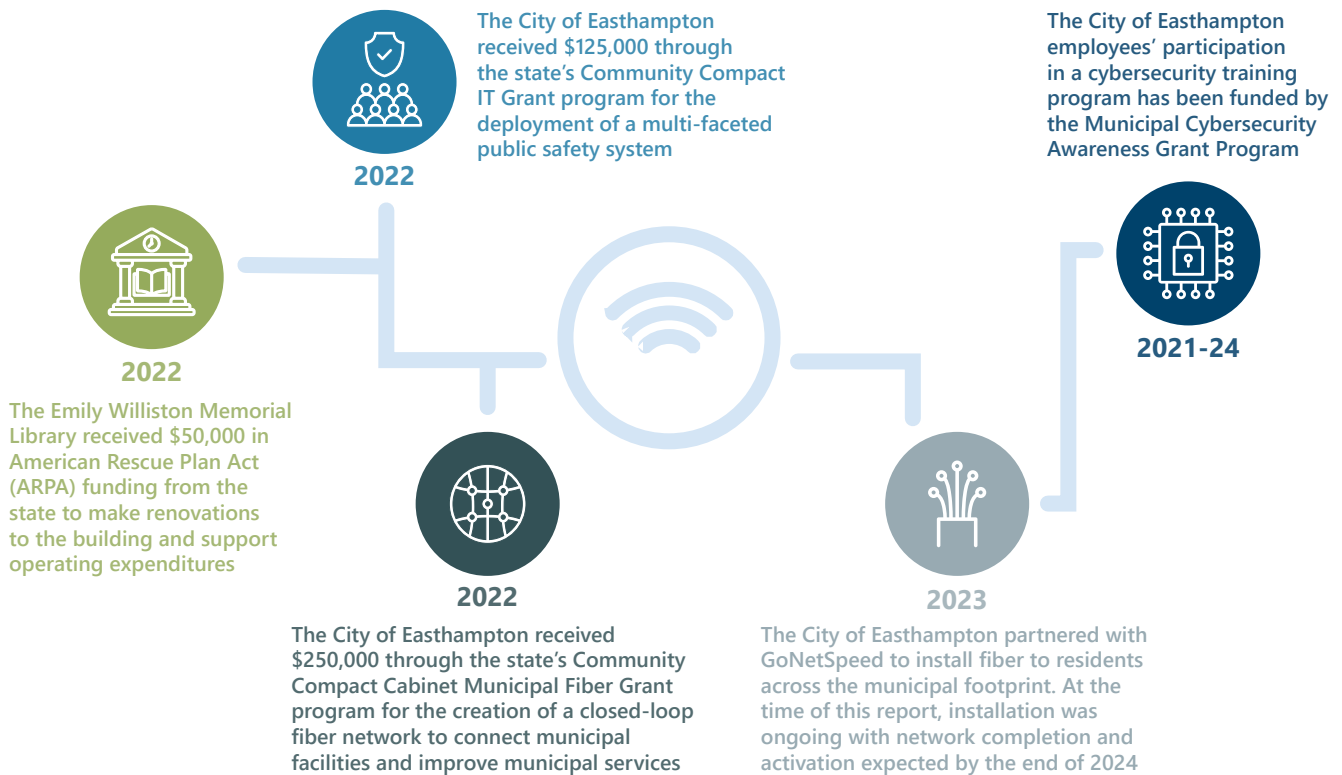 The City of Easthampton
received $125,000 through
the state's Community Compact
IT Grant program for the
deployment of a multi-faceted
public safety system
2022
The City of Easthampton
employees' participation
in a cybersecurity training
program has been funded by
the Municipal Cybersecurity
Awareness Grant Program
2021-24
2022
The Emily Williston Memorial
Library received $50,000 in
American Rescue Plan Act
(ARPA) funding from the
state to make renovations
to the building and support
operating expenditures
2022
The City of Easthampton received
$250,000 through the state's Community
Compact Cabinet Municipal Fiber Grant
program for the creation of a closed-loop
fiber network to connect municipal
facilities and improve municipal services
2023
The City of Easthampton partnered with
GoNetSpeed to install fiber to residents
across the municipal footprint. At the
time of this report, installation was
ongoing with network completion and
activation expected by the end of 2024